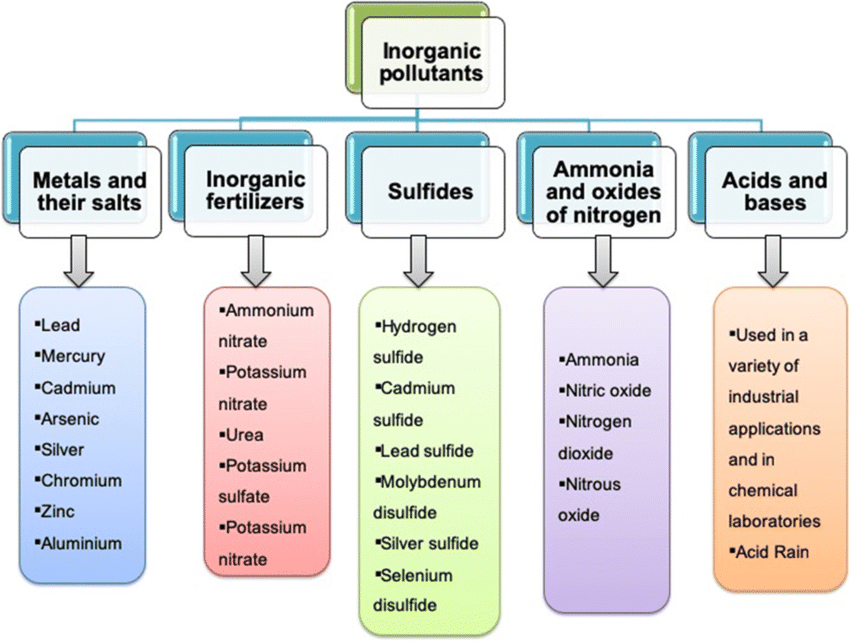 Inorganic
pollutants
Metals and
their salts
Inorganic
fertilizers
Sulfides
Ammonia
and oxides
of nitrogen
Acids and
bases
▪Lead
▪Mercury
▪Cadmium
▪Arsenic
▪Silver
▪Chromium
▪Zinc
▪Aluminium
▪Ammonium
nitrate
▪Potassium
nitrate
▪Urea
▪Potassium
sulfate
▪Potassium
nitrate
▪Hydrogen
sulfide
▪Cadmium
sulfide
▪Lead sulfide
▪Molybdenum
disulfide
▪Silver sulfide
▪Selenium
disulfide
▪Ammonia
▪Nitric oxide
▪Nitrogen
dioxide
▪Nitrous
oxide
▪Used in a
variety of
industrial
applications
and in
chemical
laboratories
▪Acid Rain